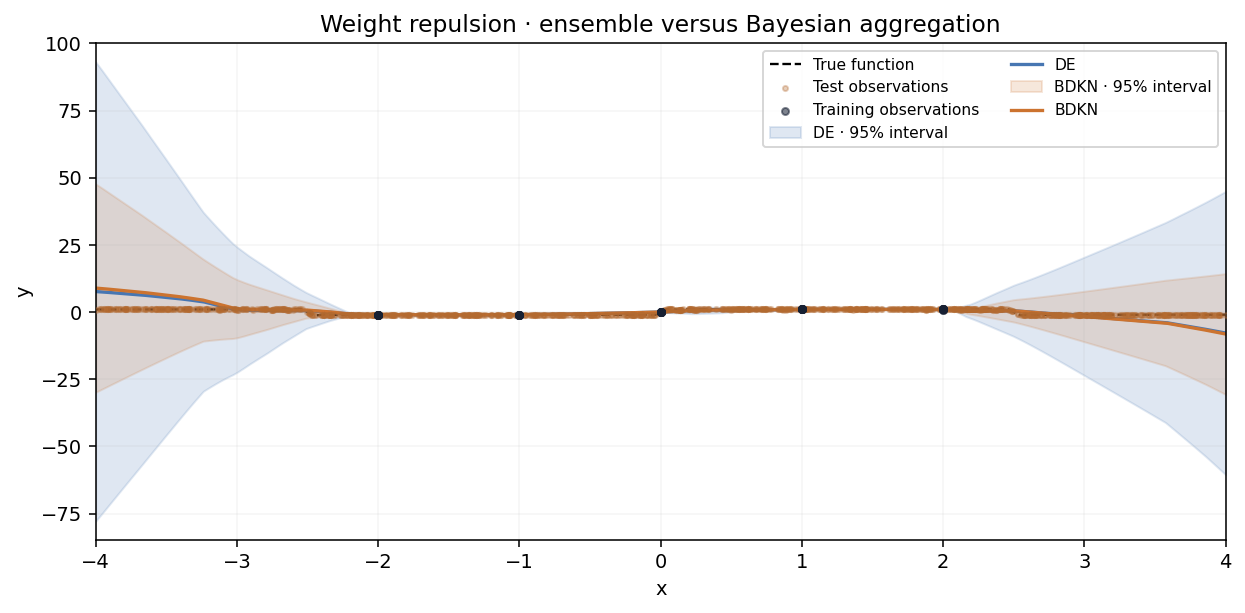 Weight repulsion · ensemble versus Bayesian aggregation
100
75
50
25
0
−25
−50
−75
y
True function
Test observations
Training observations
DE · 95% interval
DE
BDKN · 95% interval
BDKN
−4 −3 −2 −1 0 1 2 3 4
x